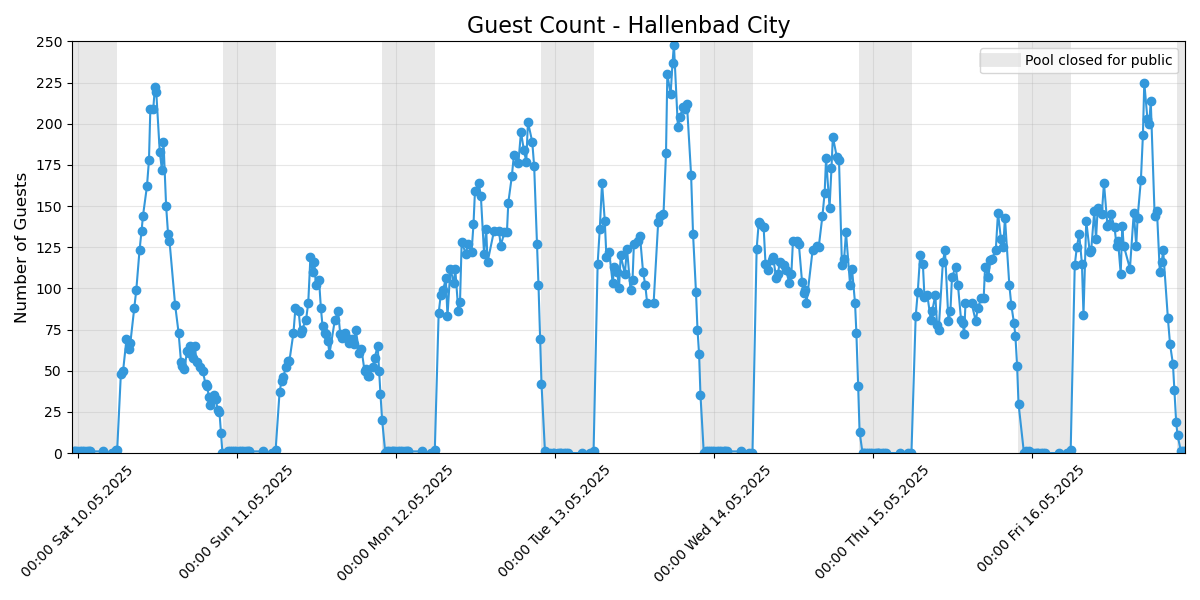 Guest Count - Hallenbad City
Number of Guests
250
225
200
175
150
125
100
75
50
25
0
Pool closed for public
00:00 Sat 10.05.2025
00:00 Sun 11.05.2025
00:00 Mon 12.05.2025
00:00 Tue 13.05.2025
00:00 Wed 14.05.2025
00:00 Thu 15.05.2025
00:00 Fri 16.05.2025